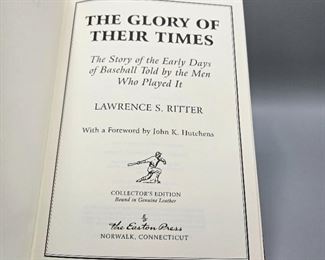 THE GLORY OF
THEIR TIMES
The Story of the Early Days
of Baseball Told by the Men
Who Played It
LAWRENCE S. RITTER
With a Foreword by John K. Hutchens
COLLECTOR'S EDITION
Bound in Genuine Leather
The Easton Press
NORWALK, CONNECTICUT